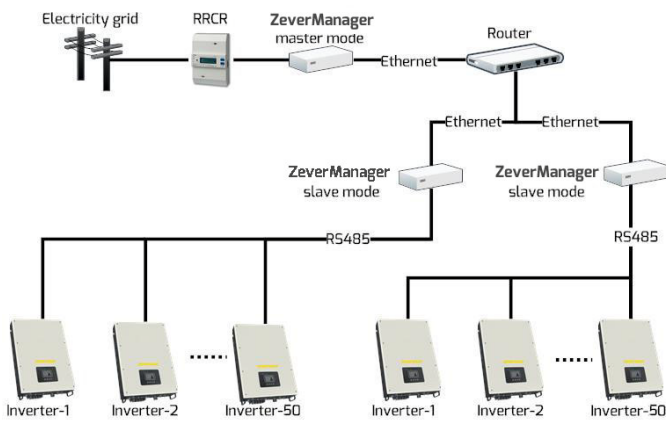 Electricity grid
RRCR
ZeverManager
master mode
Router
Ethernet
Ethernet
Ethernet
ZeverManager
slave mode
ZeverManager
slave mode
RS485
RS485
Inverter-1
Inverter-2
Inverter-50
Inverter-1
Inverter-2
Inverter-50